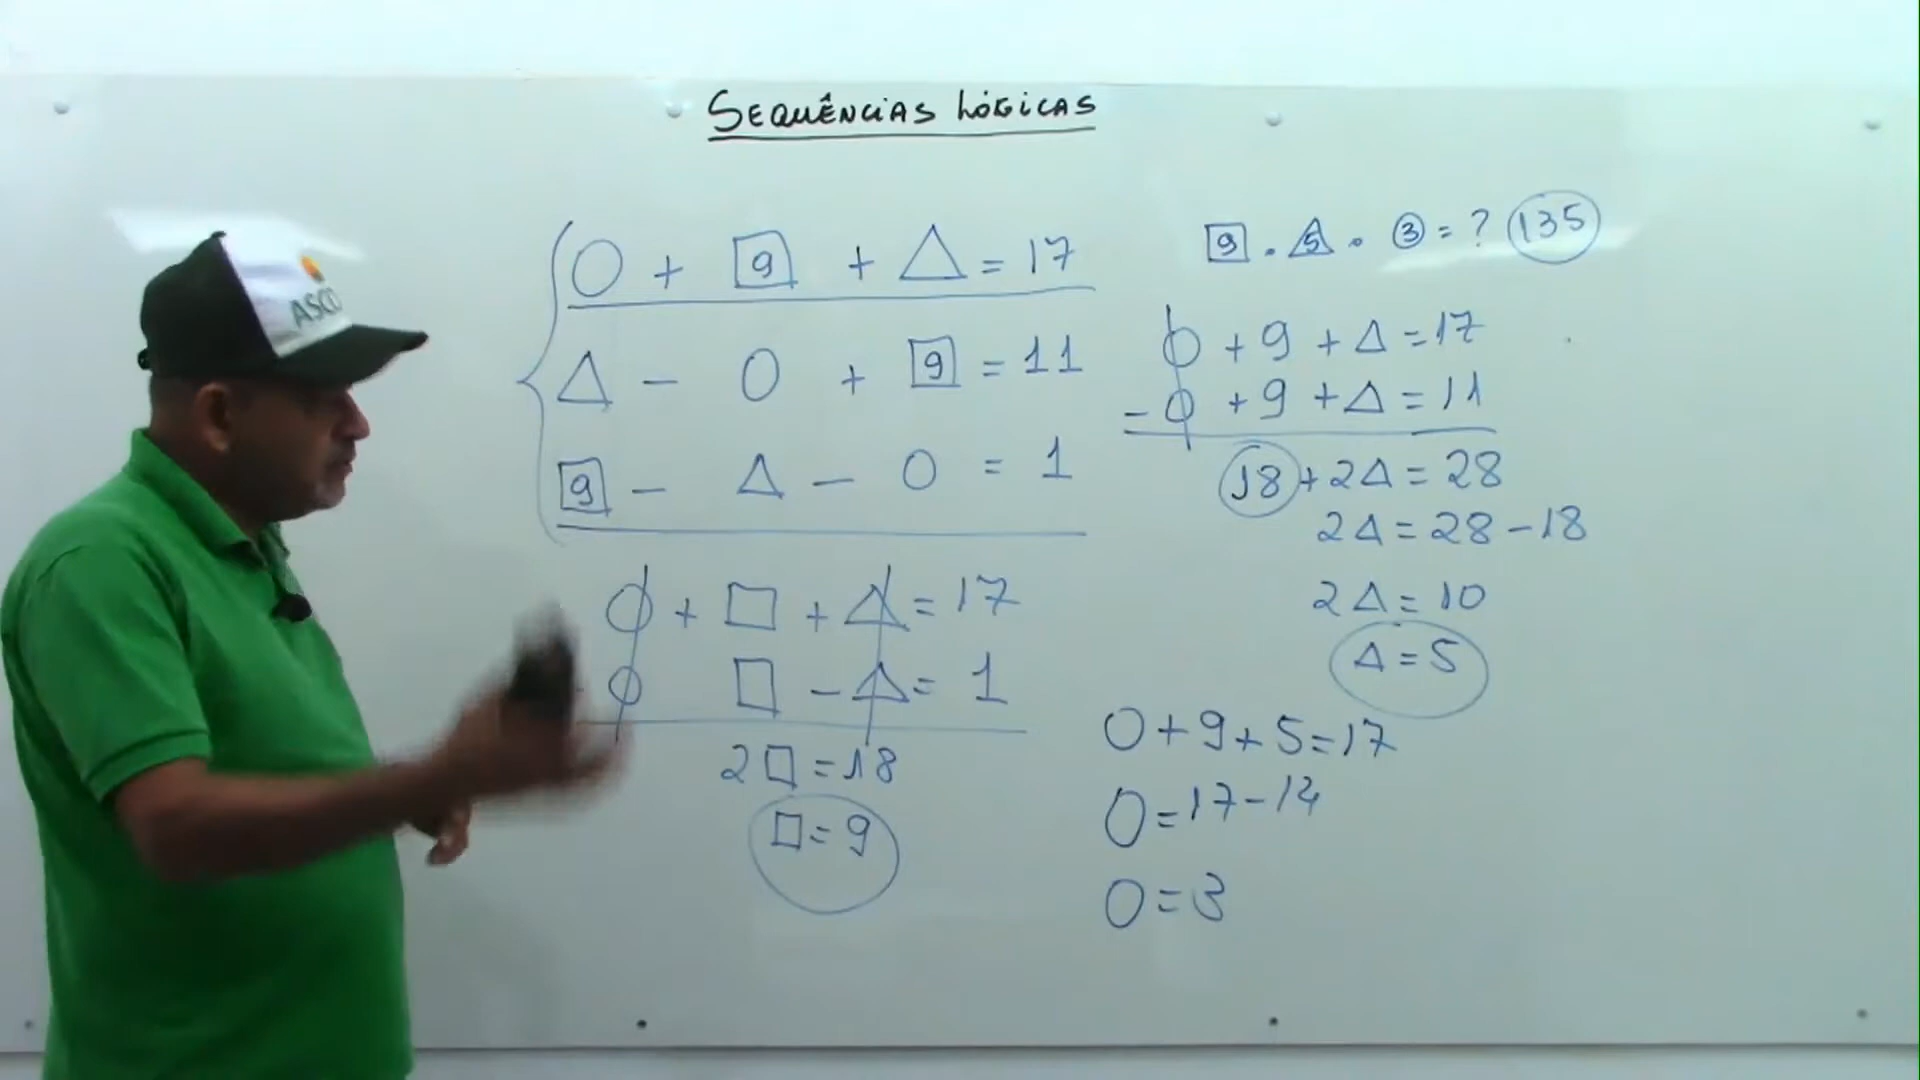 SEQUÊNCIAS LÓGICAS
ASCO
○ + 9 + △ = 17
△ - ○ + 9 = 11
9 - △ - ○ = 1
○ + □ + △ = 17
- ○ □ - △ = 1
2□ = 18
□ = 9
9 . 5 . 3 = ? 135
○ + 9 + △ = 17
- ○ + 9 + △ = 11
18 + 2△ = 28
2△ = 28 - 18
2△ = 10
△ = 5
○ + 9 + 5 = 17
○ = 17 - 14
○ = 3